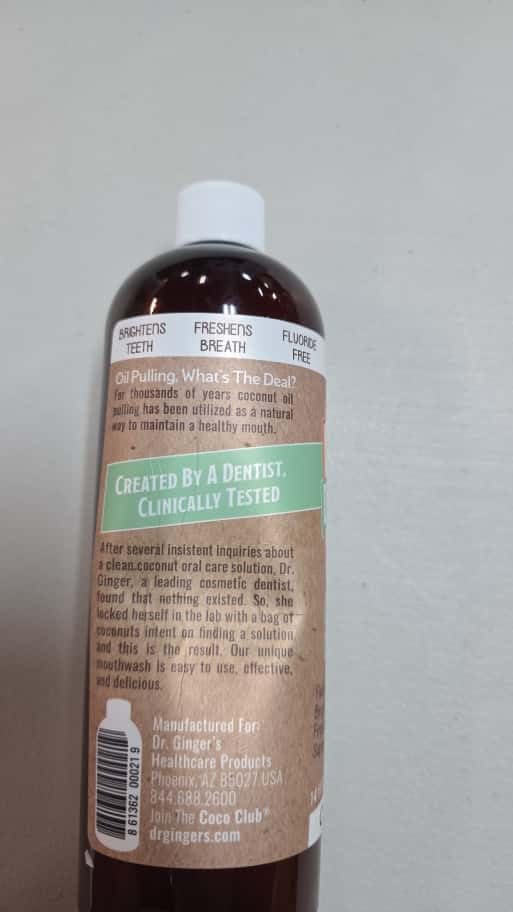 BRIGHTENS FRESHENS FLUORIDE
TEETH BREATH FREE
Oil Pulling, What's The Deal?
For thousands of years coconut oil
pulling has been utilized as a natural
way to maintain a healthy mouth.
CREATED BY A DENTIST,
CLINICALLY TESTED
After several insistent inquiries about
a clean coconut oral care solution, Dr.
Ginger, a leading cosmetic dentist,
found that nothing existed. So, she
locked herself in the lab with a bag of
coconuts intent on finding a solution
and this is the result. Our unique
mouthwash is easy to use, effective,
and delicious.
Manufactured For:
Dr. Ginger's
Healthcare Products
Phoenix, AZ 85027 USA
844.688.2600
Join The Coco Club®
drgingers.com
8 61362 00021 9